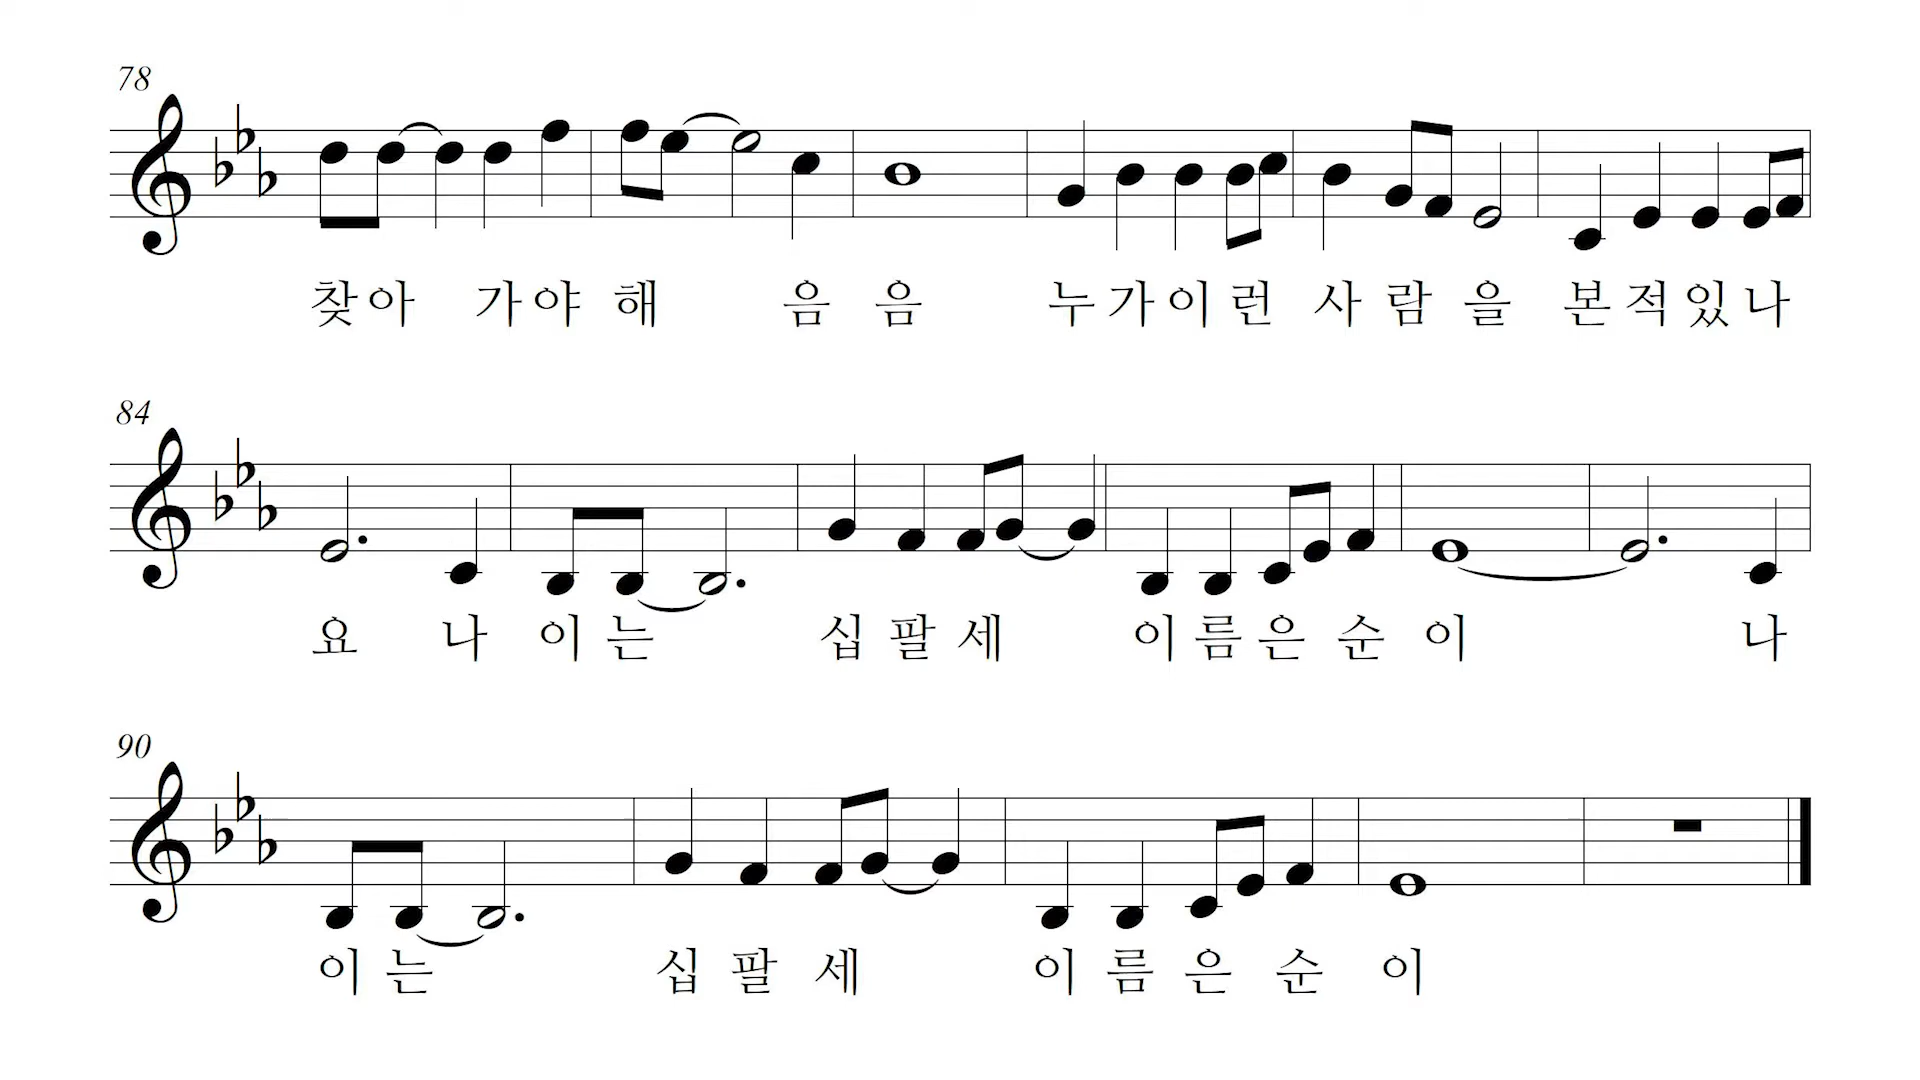 78
찾아 가야 해 음 음 누가이 런 사 람 을 본적있나
84
요 나 이 는 십 팔 세 이름은 순 이 나
90
이 는 십 팔 세 이 름 은 순 이